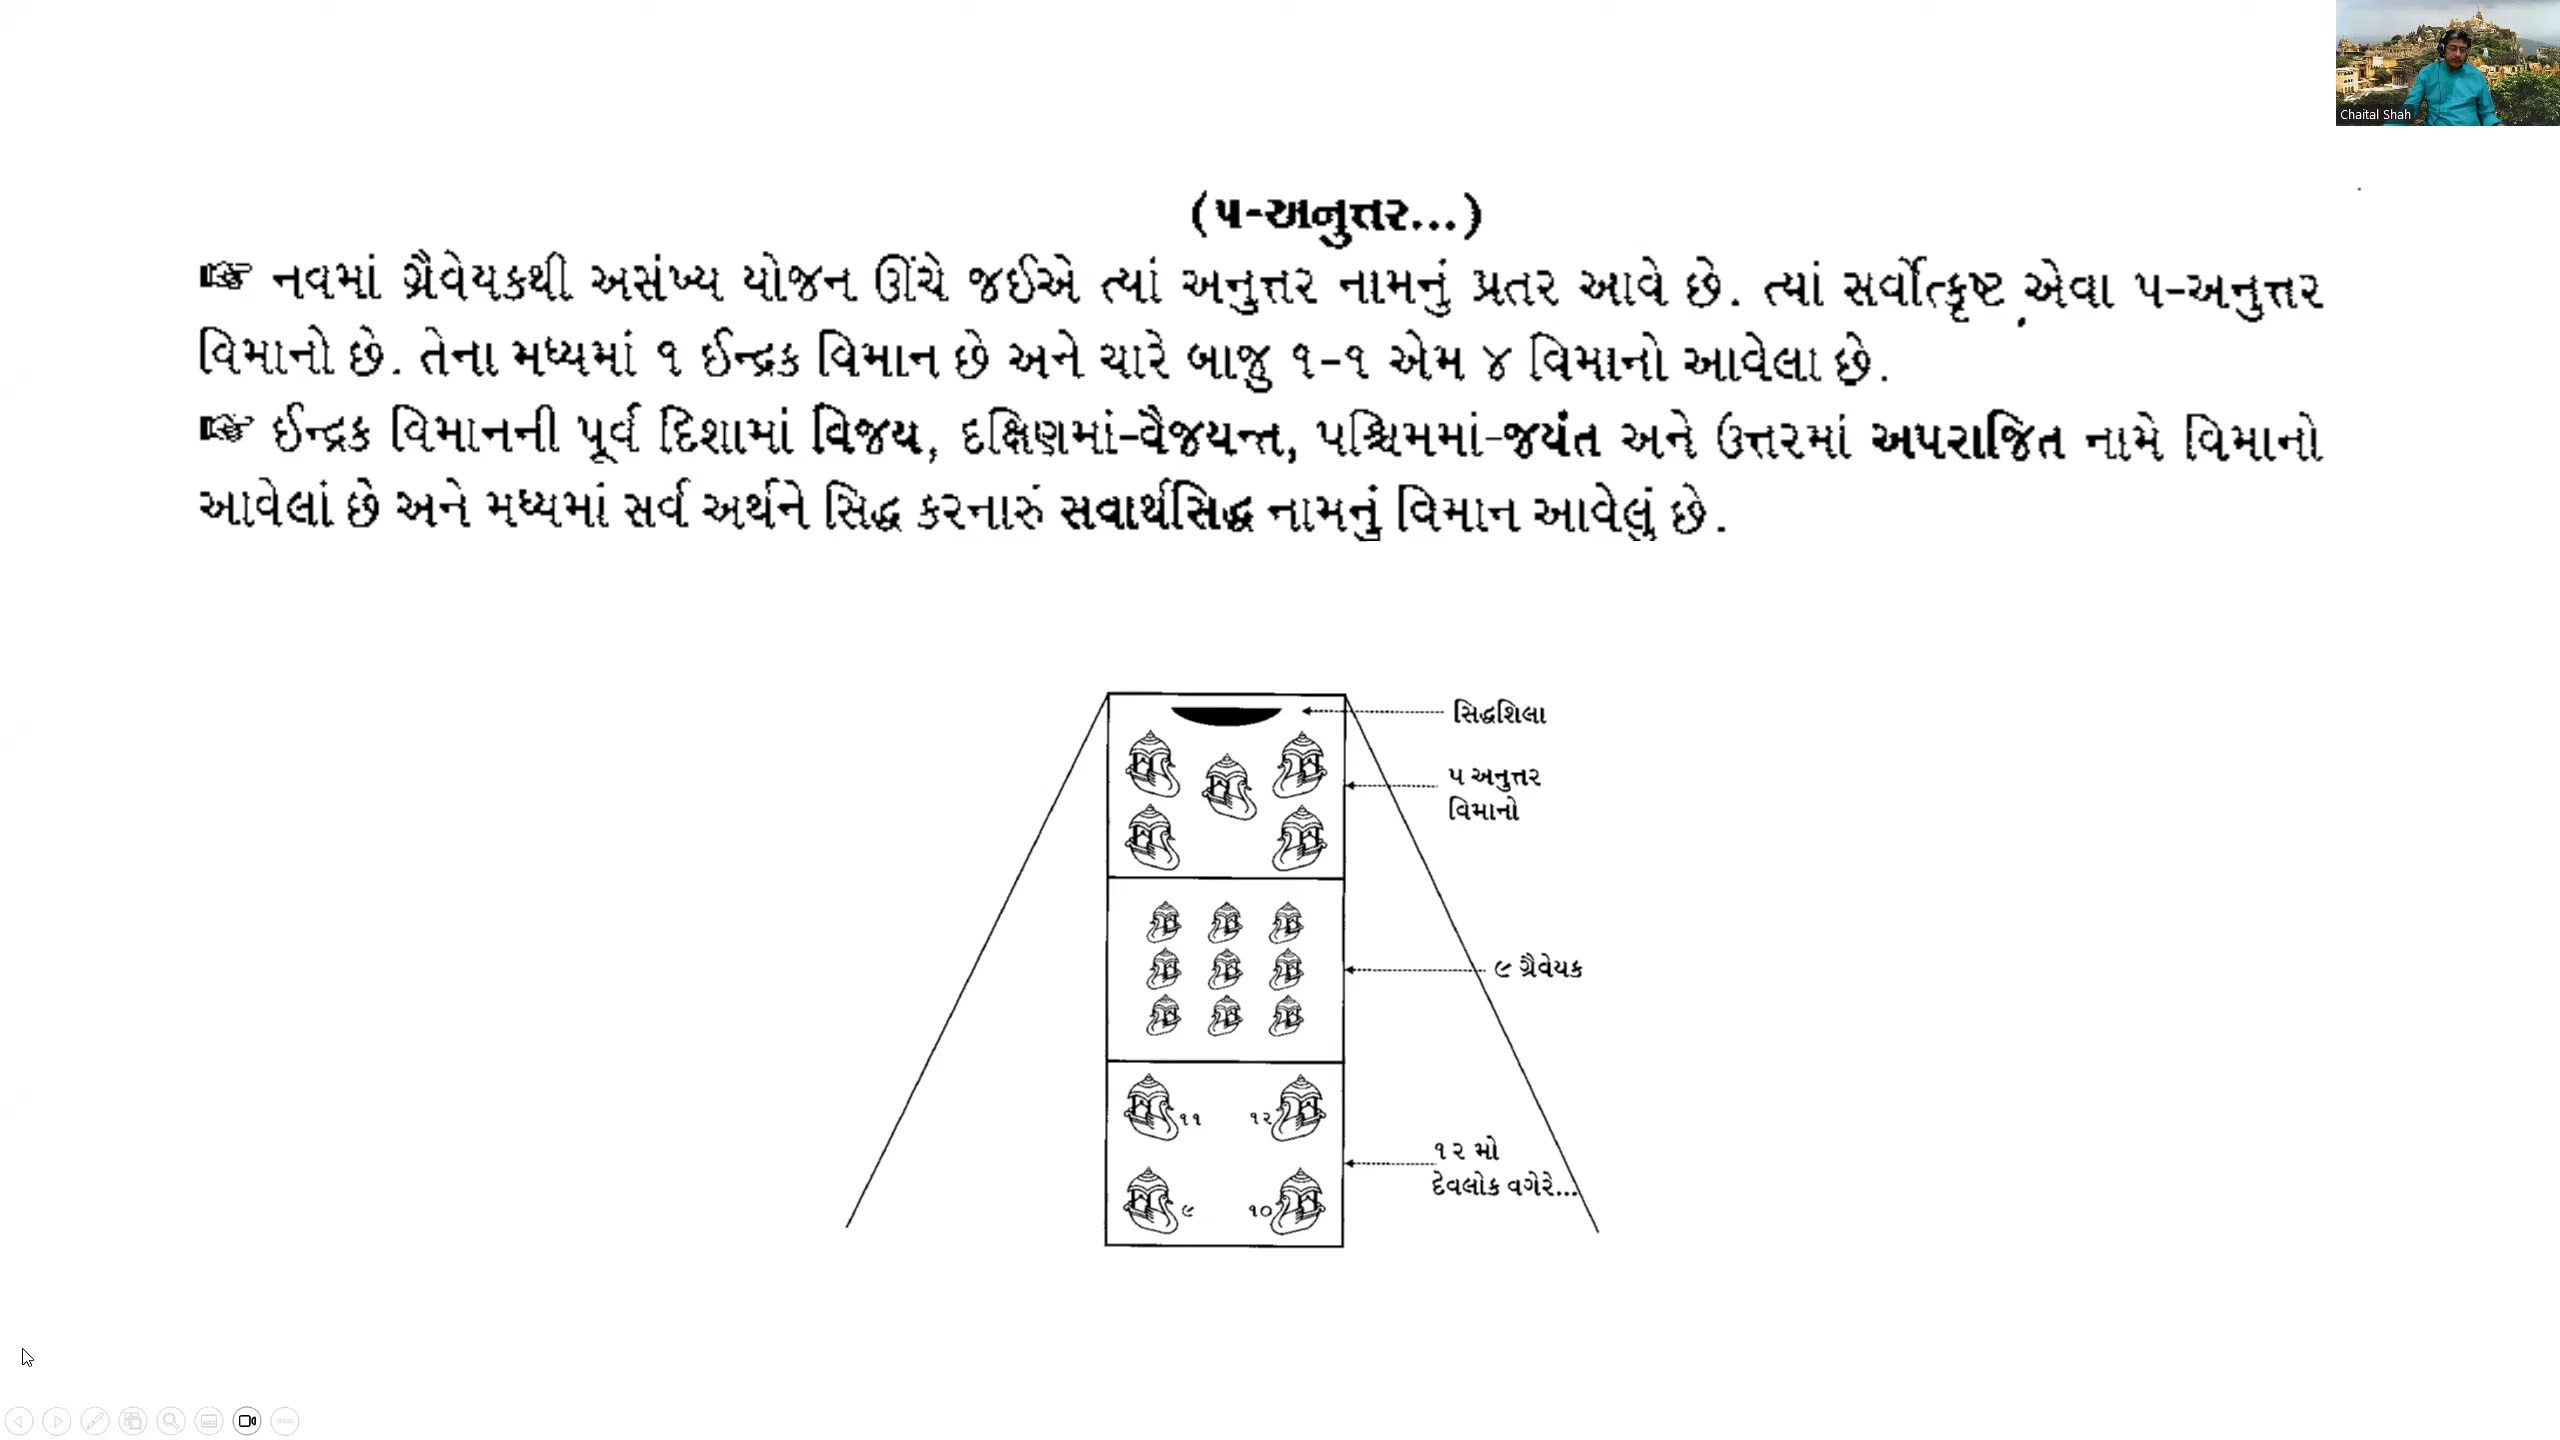 Chaital Shah
(૫-અનુત્તર...)
☞ નવમાં ગ્રૈવેયકથી અસંખ્ય યોજન ઊંચે જઈએ ત્યાં અનુત્તર નામનું પ્રતર આવે છે. ત્યાં સર્વોત્કૃષ્ટ એવા ૫-અનુત્તર
વિમાનો છે. તેના મધ્યમાં ૧ ઈન્દ્રક વિમાન છે અને ચારે બાજુ ૧-૧ એમ ૪ વિમાનો આવેલા છે.
☞ ઈન્દ્રક વિમાનની પૂર્વ દિશામાં વિજય, દક્ષિણમાં-વૈજયન્ત, પશ્ચિમમાં-જયંત અને ઉત્તરમાં અપરાજિત નામે વિમાનો
આવેલાં છે અને મધ્યમાં સર્વ અર્થને સિદ્ધ કરનારું સવાર્થસિદ્ધ નામનું વિમાન આવેલું છે.
સિદ્ધશિલા
૫ અનુત્તર
વિમાનો
૯ ગ્રૈવેયક
૧૧ ૧૨
૧૨ મો
દેવલોક વગેરે...
૯ ૧૦